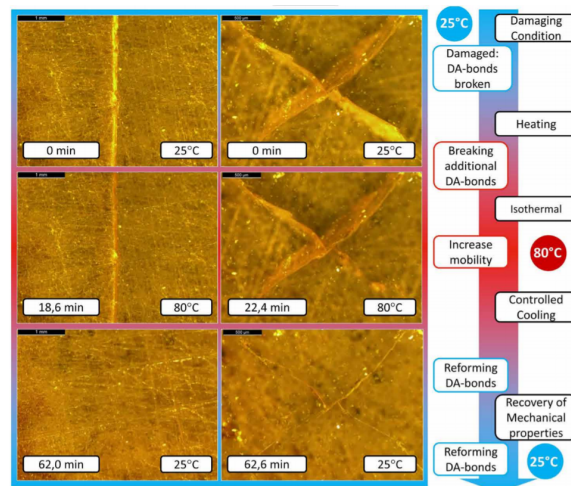 1 mm
0 min
25°C
500 µm
0 min
25°C
1 mm
18,6 min
80°C
500 µm
22,4 min
80°C
1 mm
62,0 min
25°C
500 µm
62,6 min
25°C
25°C
Damaging
Condition
Damaged:
DA-bonds
broken
Heating
Breaking
additional
DA-bonds
Isothermal
Increase
mobility
80°C
Controlled
Cooling
Reforming
DA-bonds
Recovery of
Mechanical
properties
Reforming
DA-bonds
25°C